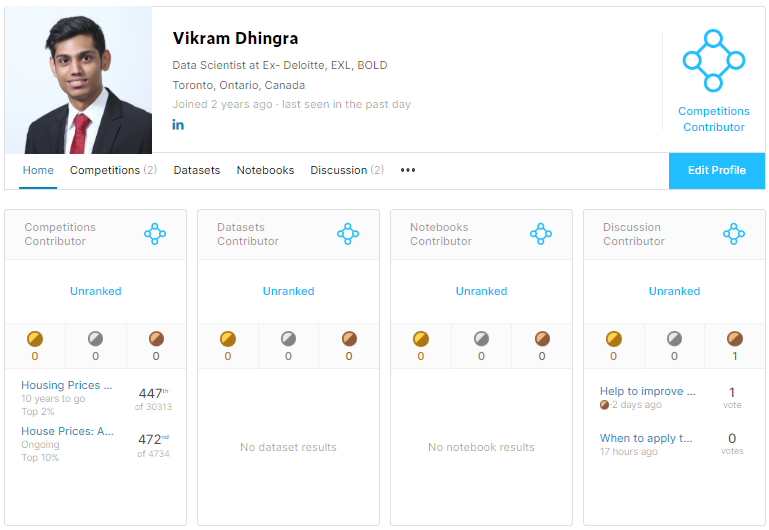 Vikram Dhingra
Data Scientist at Ex- Deloitte, EXL, BOLD
Toronto, Ontario, Canada
Joined 2 years ago · last seen in the past day
in
Competitions
Contributor
Home Competitions (2) Datasets Notebooks Discussion (2) •••
Edit Profile
Competitions
Contributor
Unranked
0 0 0
Housing Prices ...
10 years to go
Top 2%
447th
of 30313
House Prices: A...
Ongoing
Top 10%
472nd
of 4734
Datasets
Contributor
Unranked
0 0 0
No dataset results
Notebooks
Contributor
Unranked
0 0 0
No notebook results
Discussion
Contributor
Unranked
0 0 1
Help to improve ...
·2 days ago
1
vote
When to apply t...
17 hours ago
0
votes